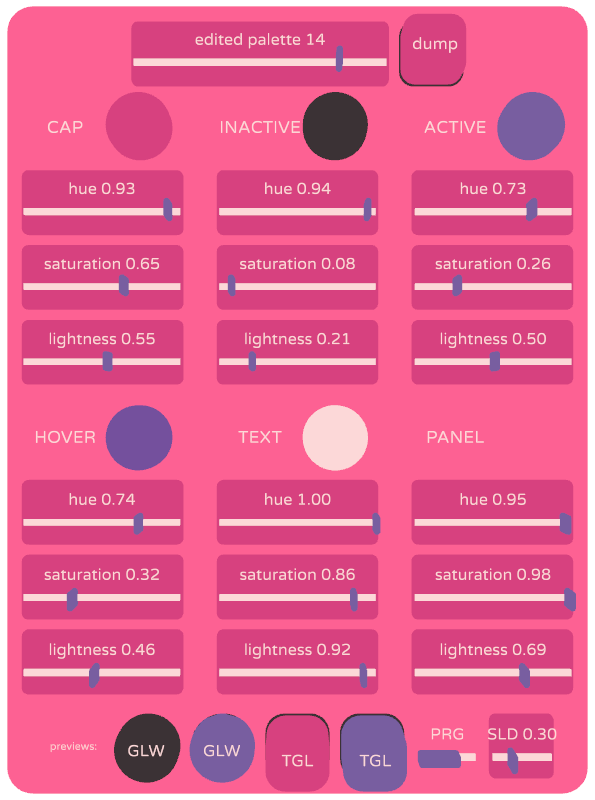 edited palette 14
dump
CAP
INACTIVE
ACTIVE
hue 0.93
hue 0.94
hue 0.73
saturation 0.65
saturation 0.08
saturation 0.26
lightness 0.55
lightness 0.21
lightness 0.50
HOVER
TEXT
PANEL
hue 0.74
hue 1.00
hue 0.95
saturation 0.32
saturation 0.86
saturation 0.98
lightness 0.46
lightness 0.92
lightness 0.69
previews:
GLW
GLW
TGL
TGL
PRG
SLD 0.30